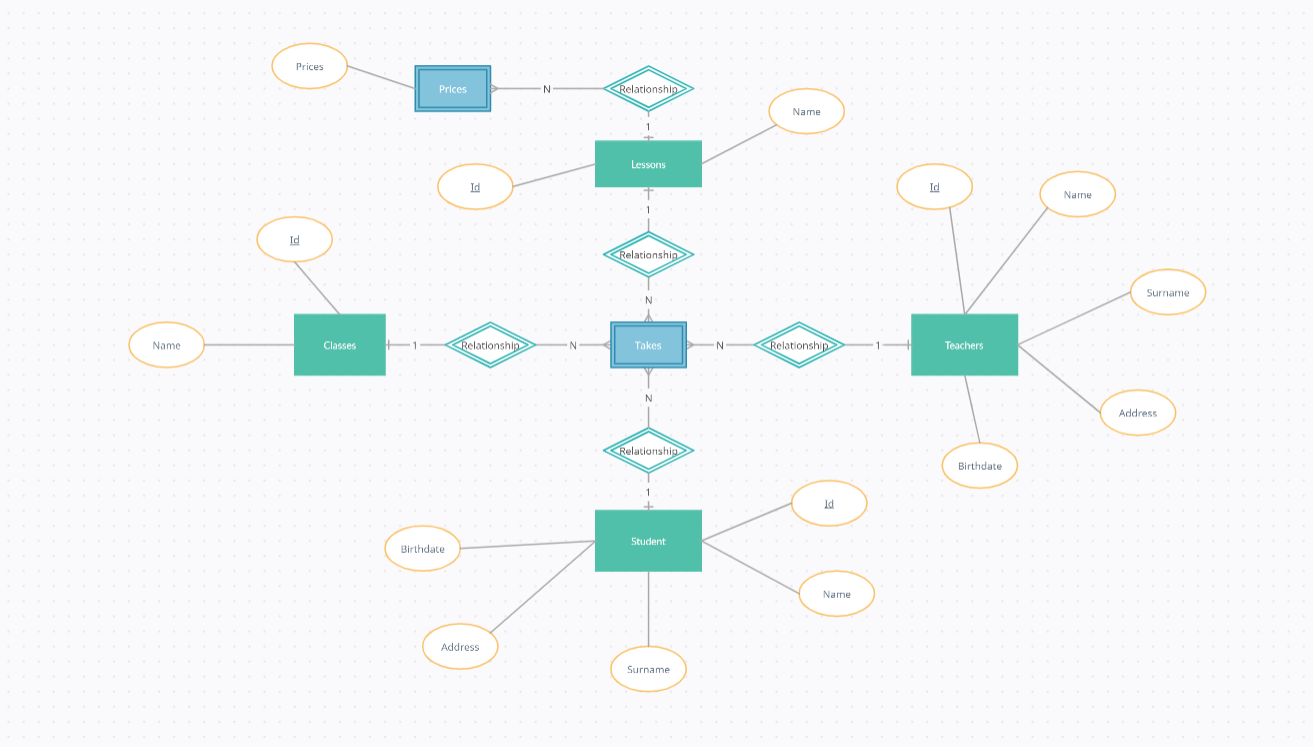 Prices
Prices
N
Relationship
Name
1
Lessons
Id
Id
Name
1
Id
Relationship
Surname
N
Name
Classes
1
Relationship
N
Takes
N
Relationship
1
Teachers
N
Address
Relationship
Birthdate
1
Id
Student
Birthdate
Name
Address
Surname